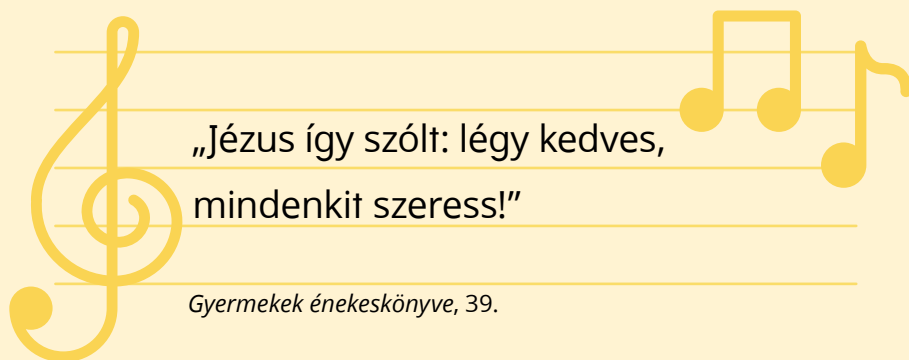 „Jézus így szólt: légy kedves,
mindenkit szeress!”
Gyermekek énekeskönyve, 39.